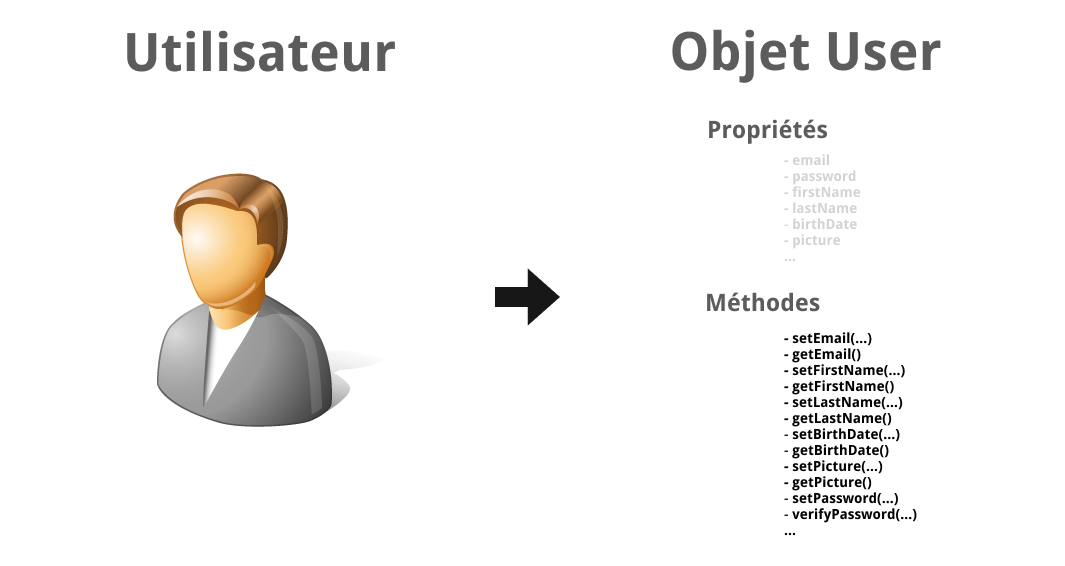 Utilisateur
Objet User
Propriétés
- email
- password
- firstName
- lastName
- birthDate
- picture
...
Méthodes
- setEmail(...)
- getEmail()
- setFirstName(...)
- getFirstName()
- setLastName(...)
- getLastName()
- setBirthDate(...)
- getBirthDate()
- setPicture(...)
- getPicture()
- setPassword(...)
- verifyPassword(...)
...